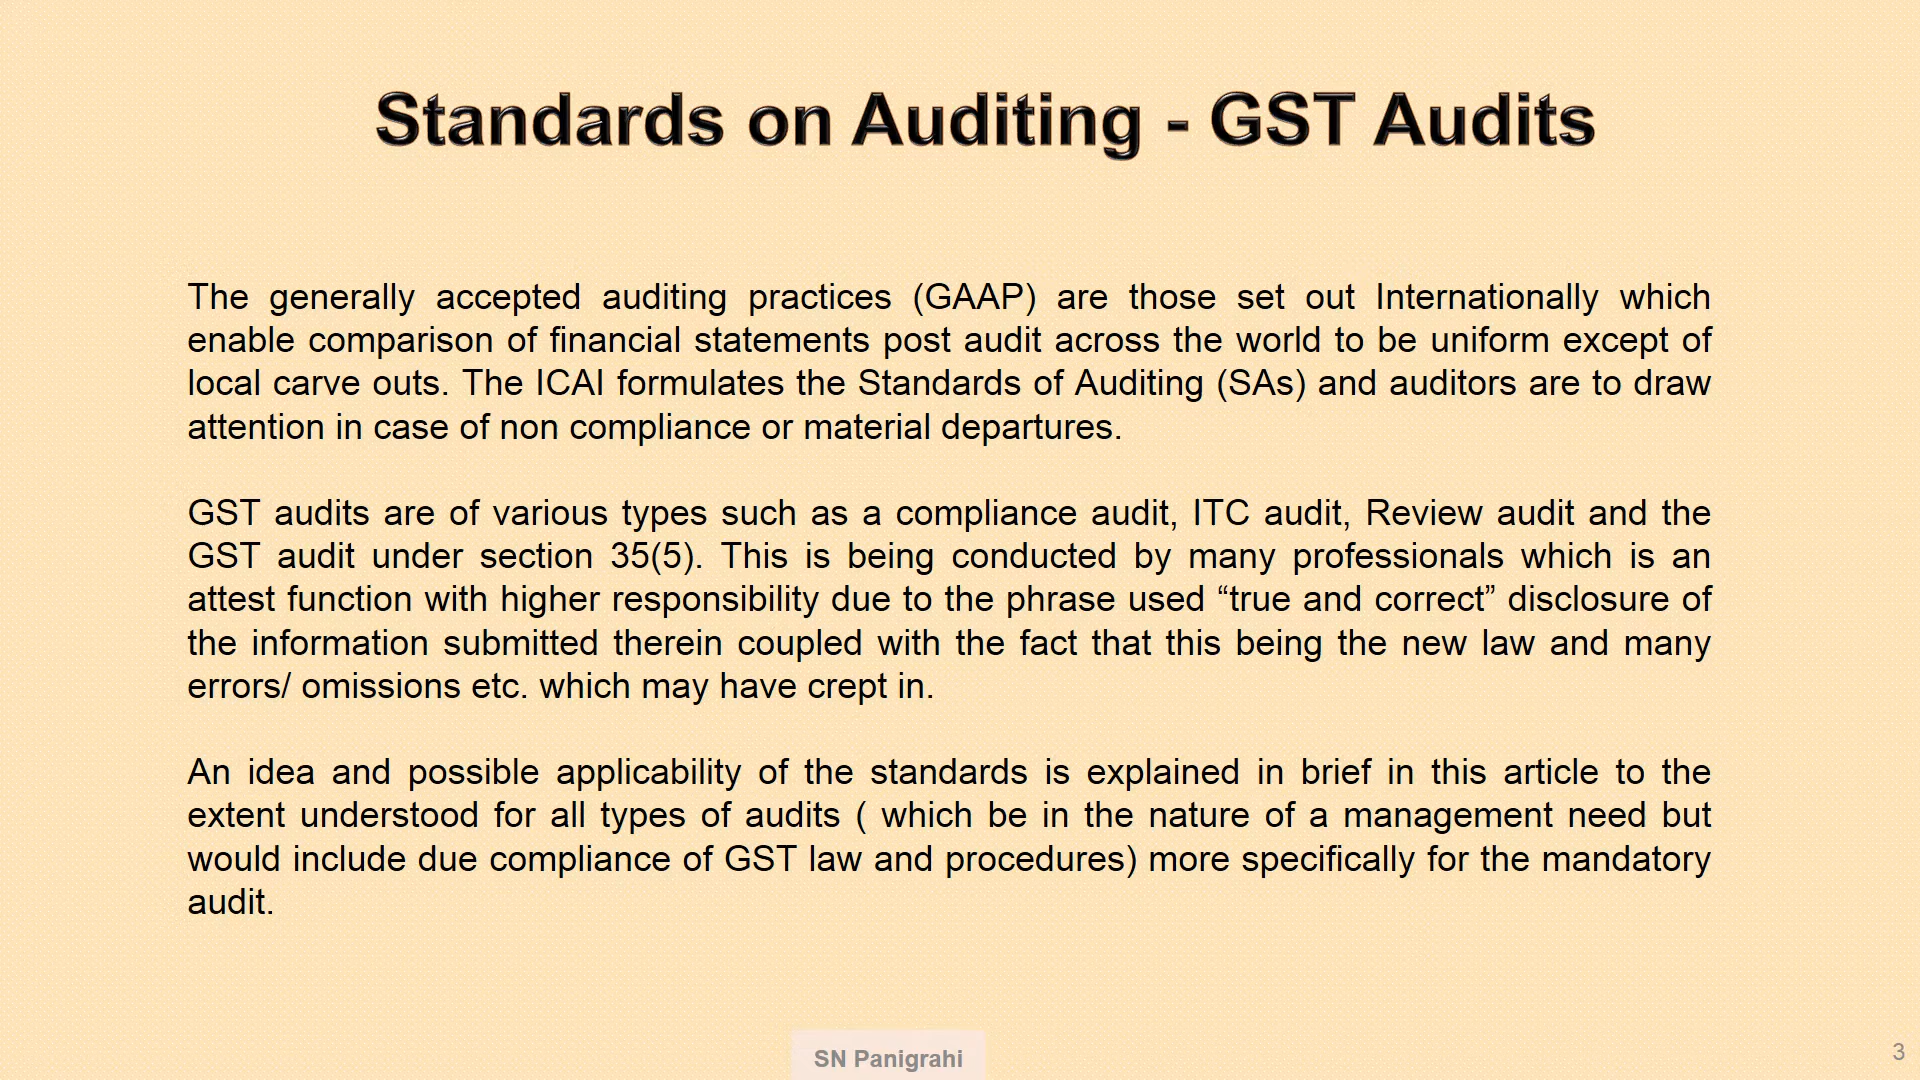 Standards on Auditing - GST Audits
The generally accepted auditing practices (GAAP) are those set out Internationally which
enable comparison of financial statements post audit across the world to be uniform except of
local carve outs. The ICAI formulates the Standards of Auditing (SAs) and auditors are to draw
attention in case of non compliance or material departures.
GST audits are of various types such as a compliance audit, ITC audit, Review audit and the
GST audit under section 35(5). This is being conducted by many professionals which is an
attest function with higher responsibility due to the phrase used “true and correct” disclosure of
the information submitted therein coupled with the fact that this being the new law and many
errors/ omissions etc. which may have crept in.
An idea and possible applicability of the standards is explained in brief in this article to the
extent understood for all types of audits ( which be in the nature of a management need but
would include due compliance of GST law and procedures) more specifically for the mandatory
audit.
SN Panigrahi
3